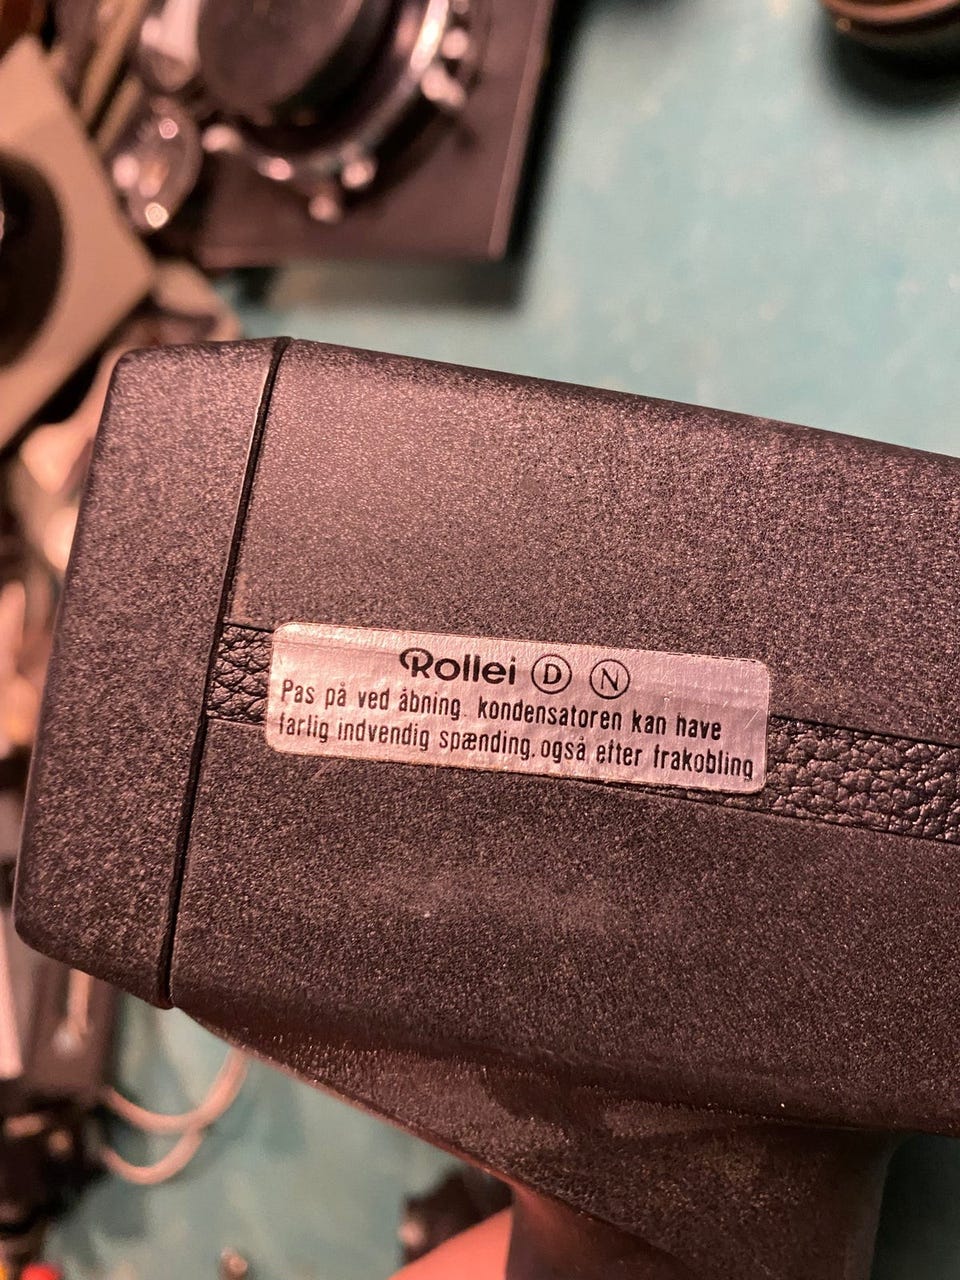 Rollei D N
Pas på ved åbning. kondensatoren kan have
farlig indvendig spænding.også efter frakobling